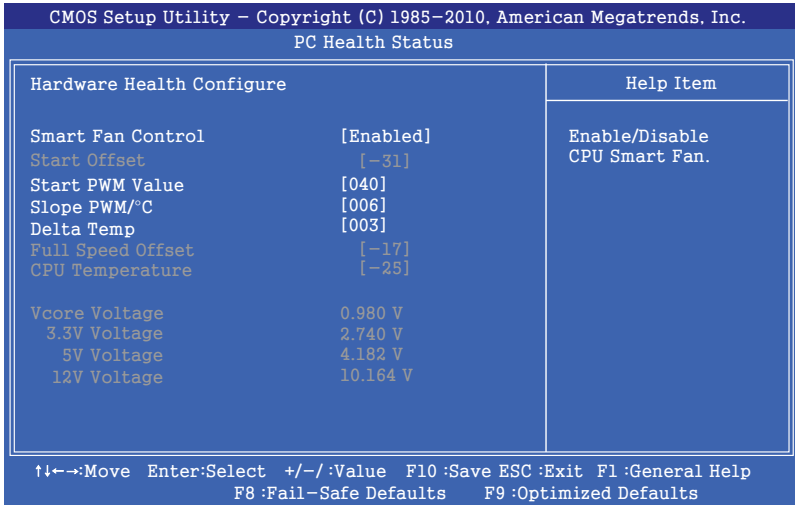 CMOS Setup Utility – Copyright (C) 1985–2010, American Megatrends, Inc.
PC Health Status
Hardware Health Configure
Help Item
Smart Fan Control [Enabled]
Enable/Disable
Start Offset [–31]
CPU Smart Fan.
Start PWM Value [040]
Slope PWM/°C [006]
Delta Temp [003]
Full Speed Offset [–17]
CPU Temperature [–25]
Vcore Voltage 0.980 V
3.3V Voltage 2.740 V
5V Voltage 4.182 V
12V Voltage 10.164 V
↑↓←→:Move Enter:Select +/–/:Value F10:Save ESC:Exit F1:General Help
F8:Fail–Safe Defaults F9:Optimized Defaults